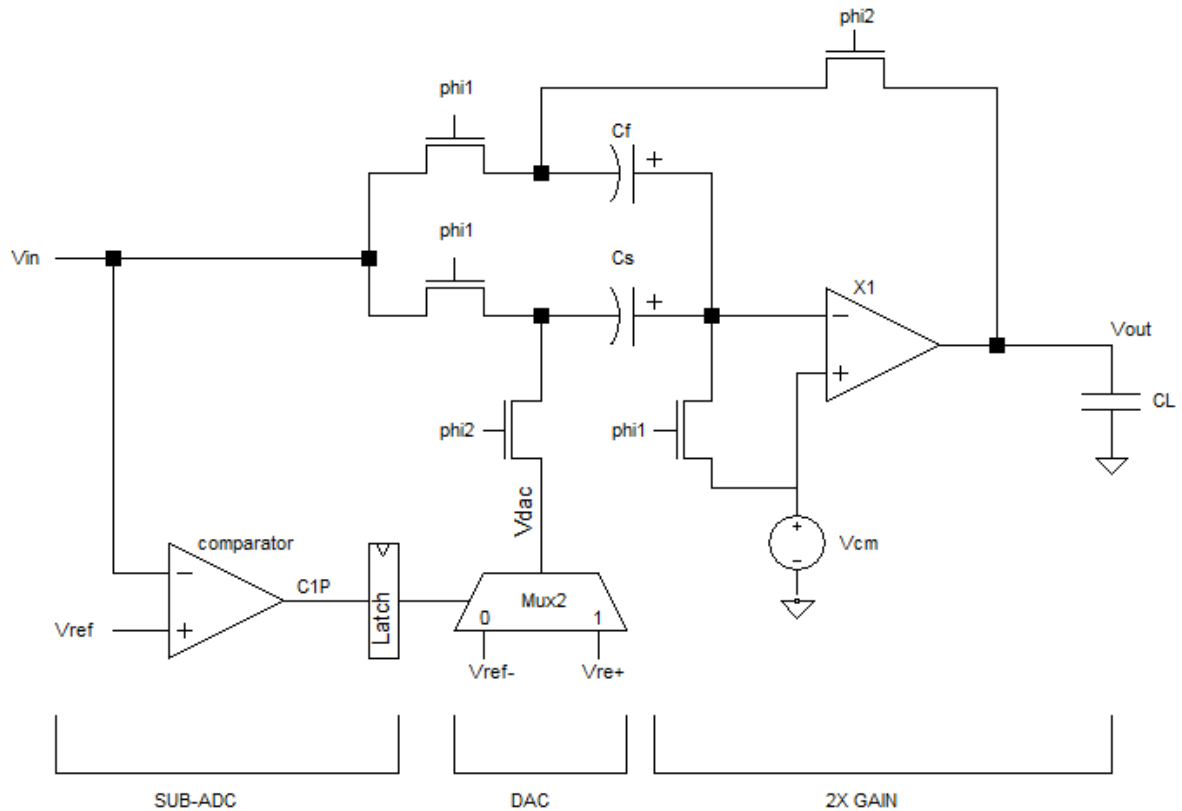 phi2
phi1
Cf
+
phi1
Cs
+
Vin
X1
−
+
Vout
CL
phi2
phi1
Vdac
+
−
Vcm
comparator
−
+
C1P
Latch
Mux2
0 1
Vref
Vref- Vre+
SUB-ADC DAC 2X GAIN